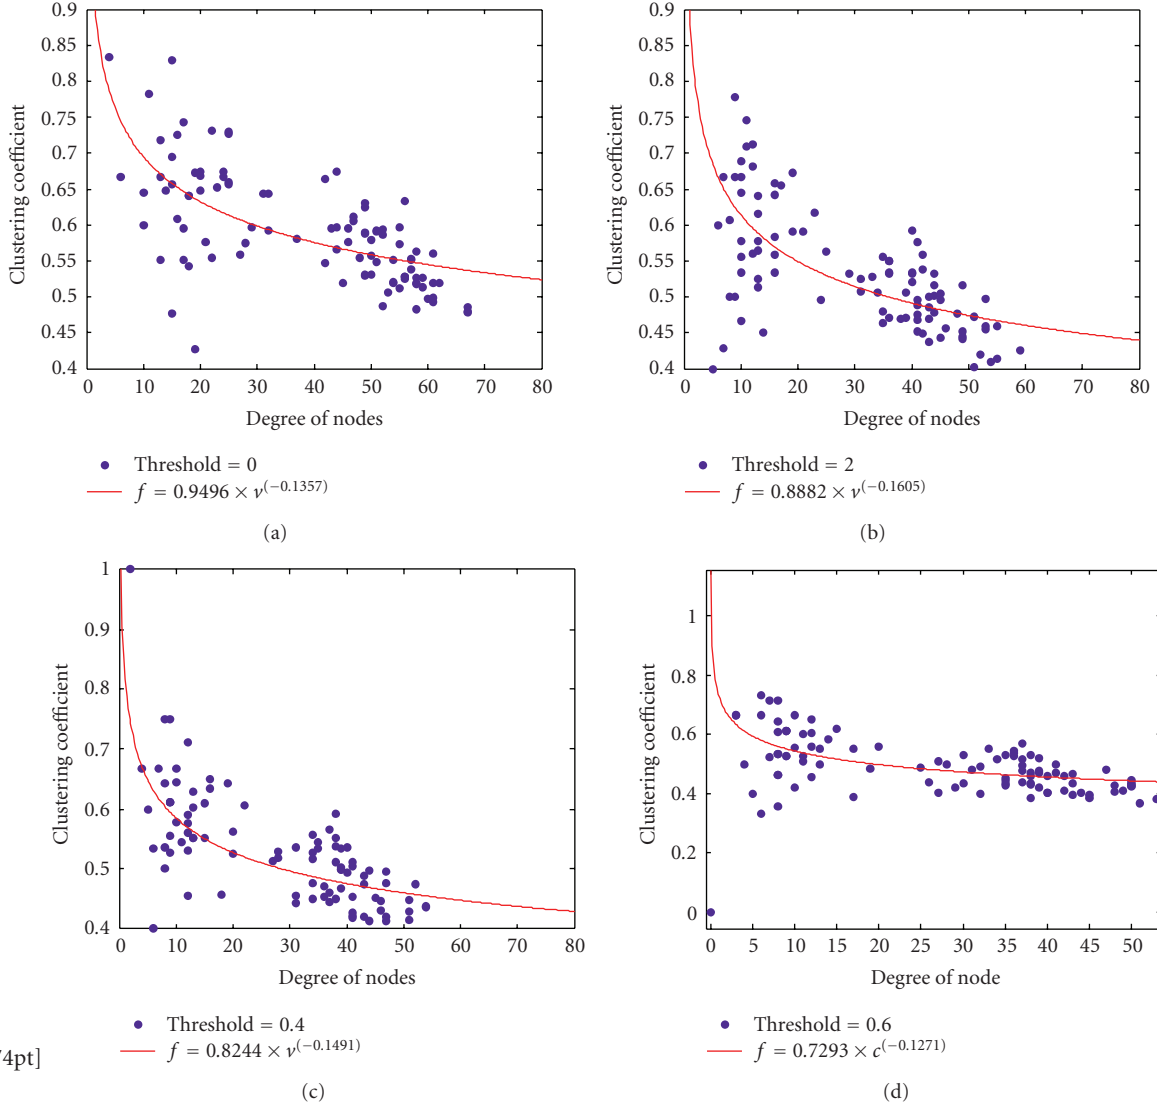 0.9
0.85
0.8
0.75
0.7
0.65
0.6
0.55
0.5
0.45
0.4
Clustering coefficient
0 10 20 30 40 50 60 70 80
Degree of nodes
Threshold = 0
f = 0.9496 × v^(−0.1357)
(a)
0.9
0.85
0.8
0.75
0.7
0.65
0.6
0.55
0.5
0.45
0.4
Clustering coefficient
0 10 20 30 40 50 60 70 80
Degree of nodes
Threshold = 2
f = 0.8882 × v^(−0.1605)
(b)
1
0.9
0.8
0.7
0.6
0.5
0.4
Clustering coefficient
0 10 20 30 40 50 60 70 80
Degree of nodes
Threshold = 0.4
f = 0.8244 × v^(−0.1491)
4pt]
(c)
1
0.8
0.6
0.4
0.2
0
Clustering coefficient
0 5 10 15 20 25 30 35 40 45 50
Degree of node
Threshold = 0.6
f = 0.7293 × c^(−0.1271)
(d)